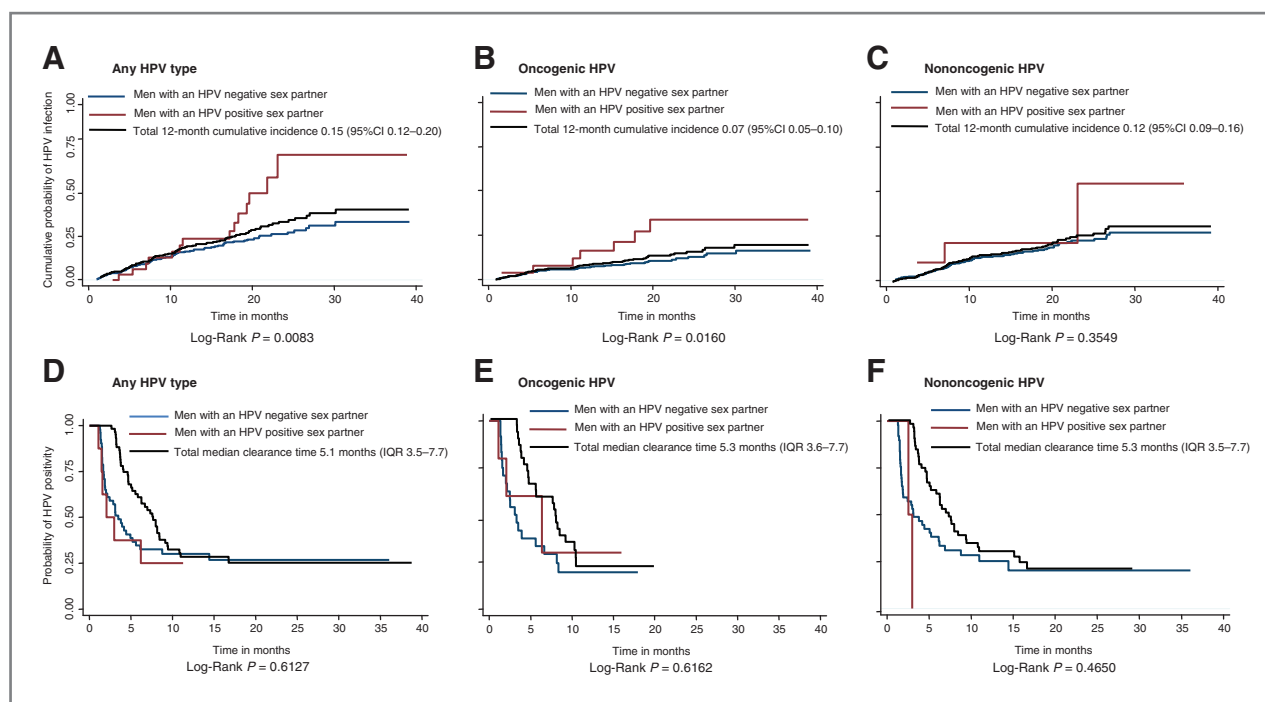 A
Any HPV type
Men with an HPV negative sex partner
Men with an HPV positive sex partner
Total 12-month cumulative incidence 0.15 (95%CI 0.12–0.20)
Cumulative probability of HPV infection
1.00
0.75
0.50
0.25
0.00
0 10 20 30 40
Time in months
Log-Rank P = 0.0083
B
Oncogenic HPV
Men with an HPV negative sex partner
Men with an HPV positive sex partner
Total 12-month cumulative incidence 0.07 (95%CI 0.05–0.10)
0 10 20 30 40
Time in months
Log-Rank P = 0.0160
C
Nononcogenic HPV
Men with an HPV negative sex partner
Men with an HPV positive sex partner
Total 12-month cumulative incidence 0.12 (95%CI 0.09–0.16)
0 10 20 30 40
Time in months
Log-Rank P = 0.3549
D
Any HPV type
Men with an HPV negative sex partner
Men with an HPV positive sex partner
Total median clearance time 5.1 months (IQR 3.5–7.7)
Probability of HPV positivity
1.00
0.75
0.50
0.25
0.00
0 5 10 15 20 25 30 35 40
Time in months
Log-Rank P = 0.6127
E
Oncogenic HPV
Men with an HPV negative sex partner
Men with an HPV positive sex partner
Total median clearance time 5.3 months (IQR 3.6–7.7)
0 5 10 15 20 25 30 35 40
Time in months
Log-Rank P = 0.6162
F
Nononcogenic HPV
Men with an HPV negative sex partner
Men with an HPV positive sex partner
Total median clearance time 5.3 months (IQR 3.5–7.7)
0 5 10 15 20 25 30 35 40
Time in months
Log-Rank P = 0.4650